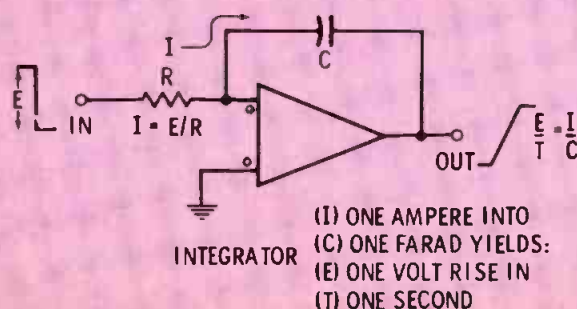 I
C
R
E
IN
I = E/R
OUT
E/T = I/C
INTEGRATOR
(I) ONE AMPERE INTO
(C) ONE FARAD YIELDS:
(E) ONE VOLT RISE IN
(T) ONE SECOND